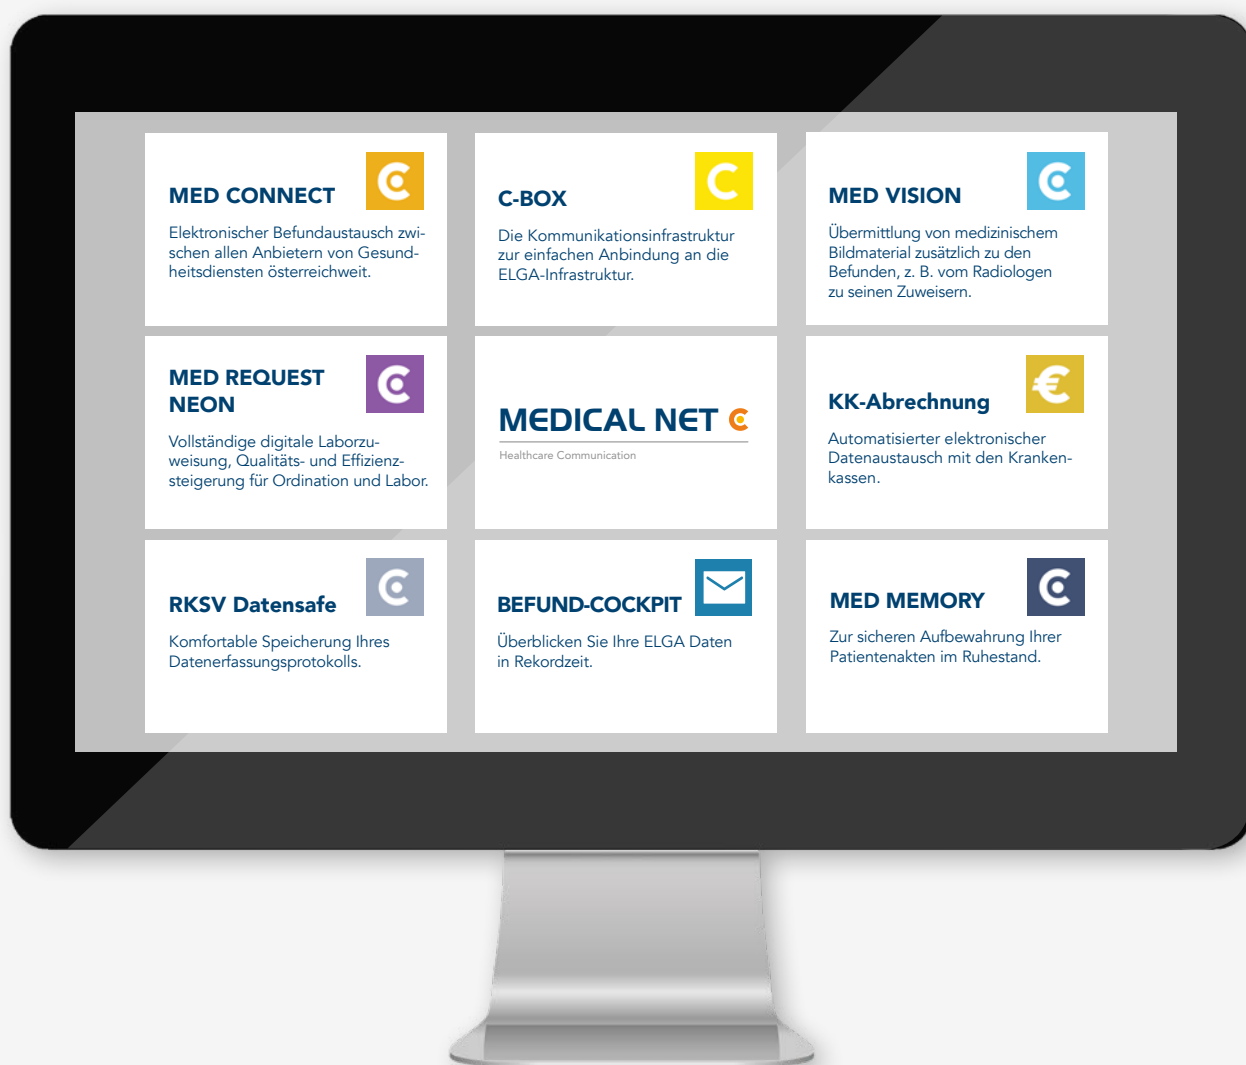 MED CONNECT
Elektronischer Befundaustausch zwi-
schen allen Anbietern von Gesund-
heitsdiensten österreichweit.
C-BOX
Die Kommunikationsinfrastruktur
zur einfachen Anbindung an die
ELGA-Infrastruktur.
MED VISION
Übermittlung von medizinischem
Bildmaterial zusätzlich zu den
Befunden, z. B. vom Radiologen
zu seinen Zuweisern.
MED REQUEST
NEON
Vollständige digitale Laborzu-
weisung, Qualitäts- und Effizienz-
steigerung für Ordination und Labor.
MEDICAL NET
Healthcare Communication
KK-Abrechnung
€
Automatisierter elektronischer
Datenaustausch mit den Kranken-
kassen.
RKSV Datensafe
Komfortable Speicherung Ihres
Datenerfassungsprotokolls.
BEFUND-COCKPIT
Überblicken Sie Ihre ELGA Daten
in Rekordzeit.
MED MEMORY
Zur sicheren Aufbewahrung Ihrer
Patientenakten im Ruhestand.